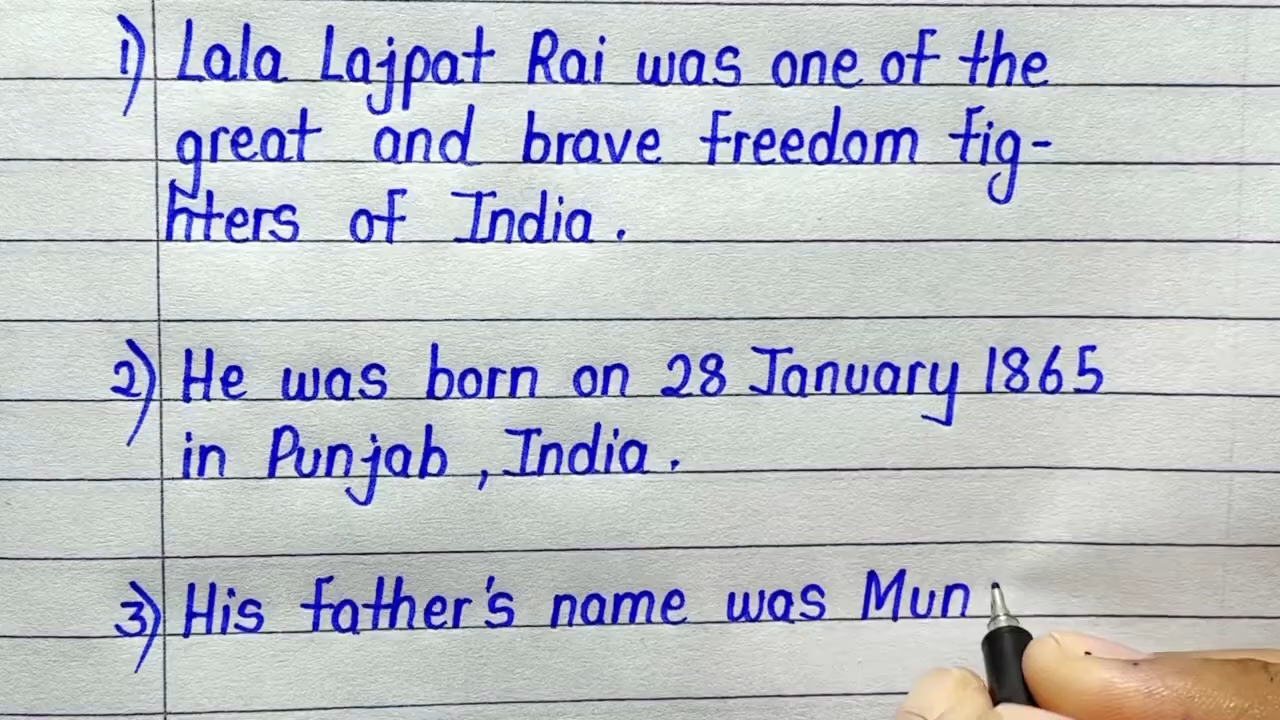 1) Lala Lajpat Rai was one of the
great and brave freedom fig-
hters of India.
2) He was born on 28 January 1865
in Punjab, India.
3) His father's name was Mun